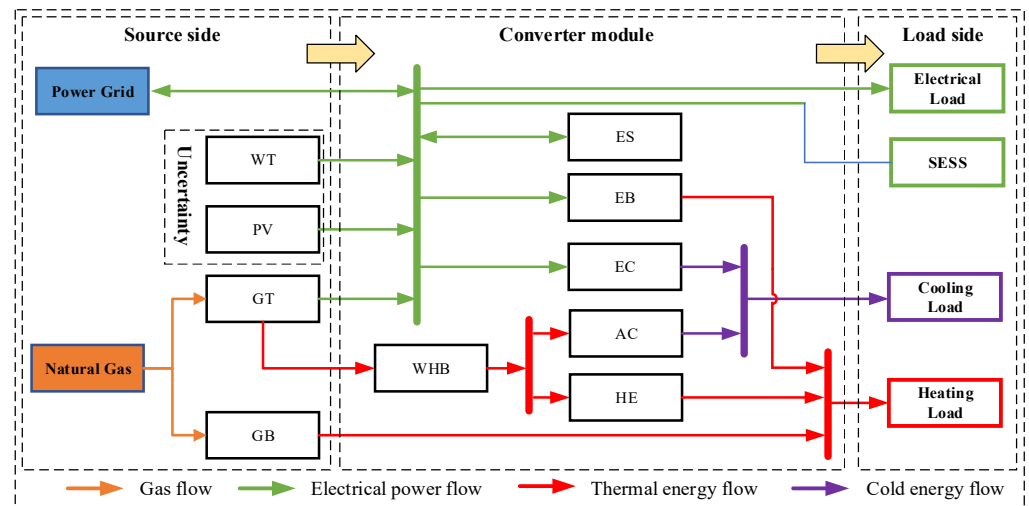 Source side
Converter module
Load side
Power Grid
Electrical
Load
Uncertainty
WT
ES
SESS
EB
PV
EC
GT
Cooling
Load
AC
Natural Gas
WHB
HE
Heating
Load
GB
Gas flow
Electrical power flow
Thermal energy flow
Cold energy flow